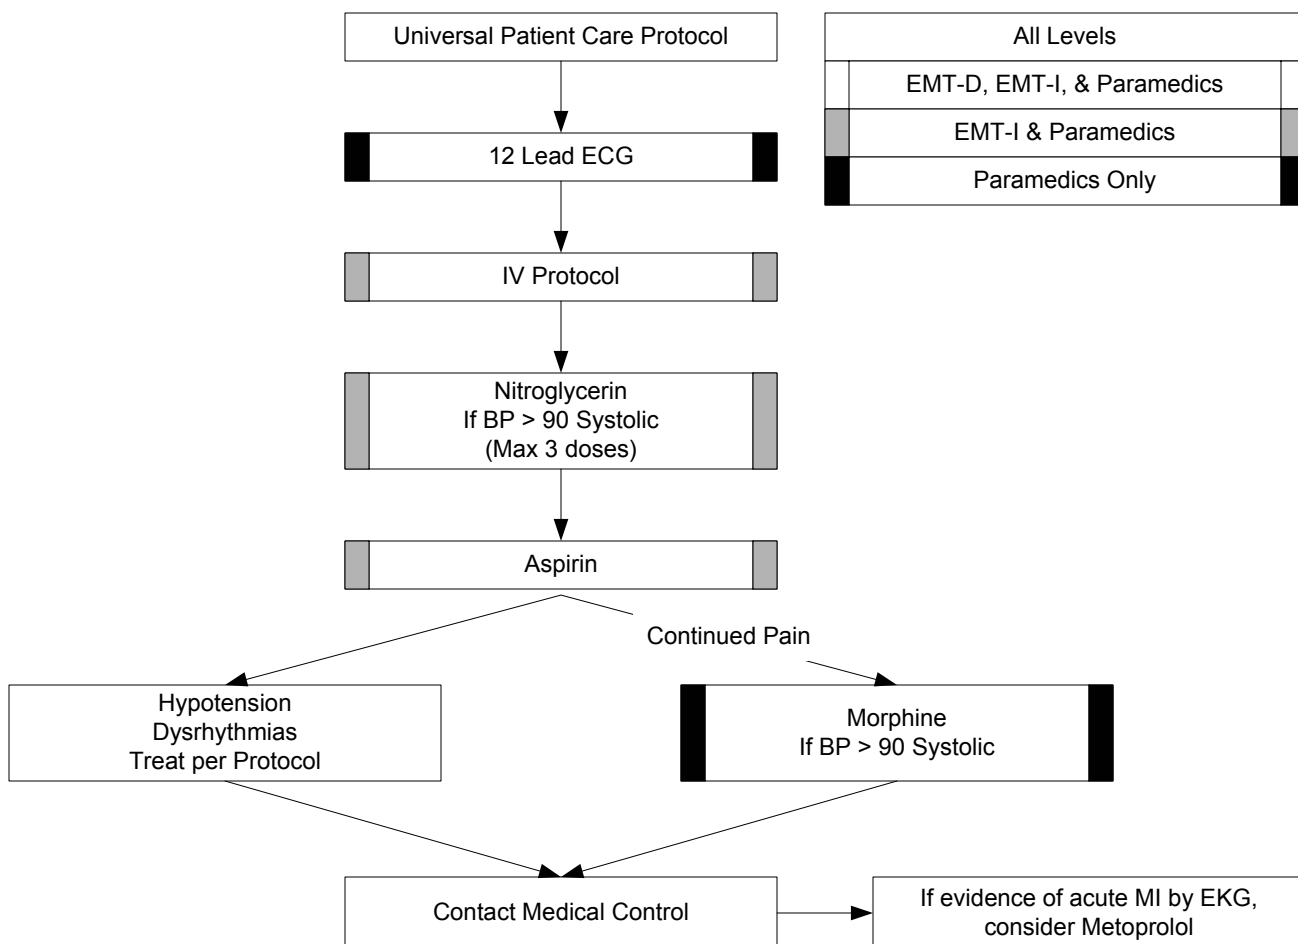 Universal Patient Care Protocol
All Levels
EMT-D, EMT-I, & Paramedics
EMT-I & Paramedics
Paramedics Only
12 Lead ECG
IV Protocol
Nitroglycerin
If BP > 90 Systolic
(Max 3 doses)
Aspirin
Continued Pain
Hypotension
Dysrhythmias
Treat per Protocol
Morphine
If BP > 90 Systolic
Contact Medical Control
If evidence of acute MI by EKG,
consider Metoprolol